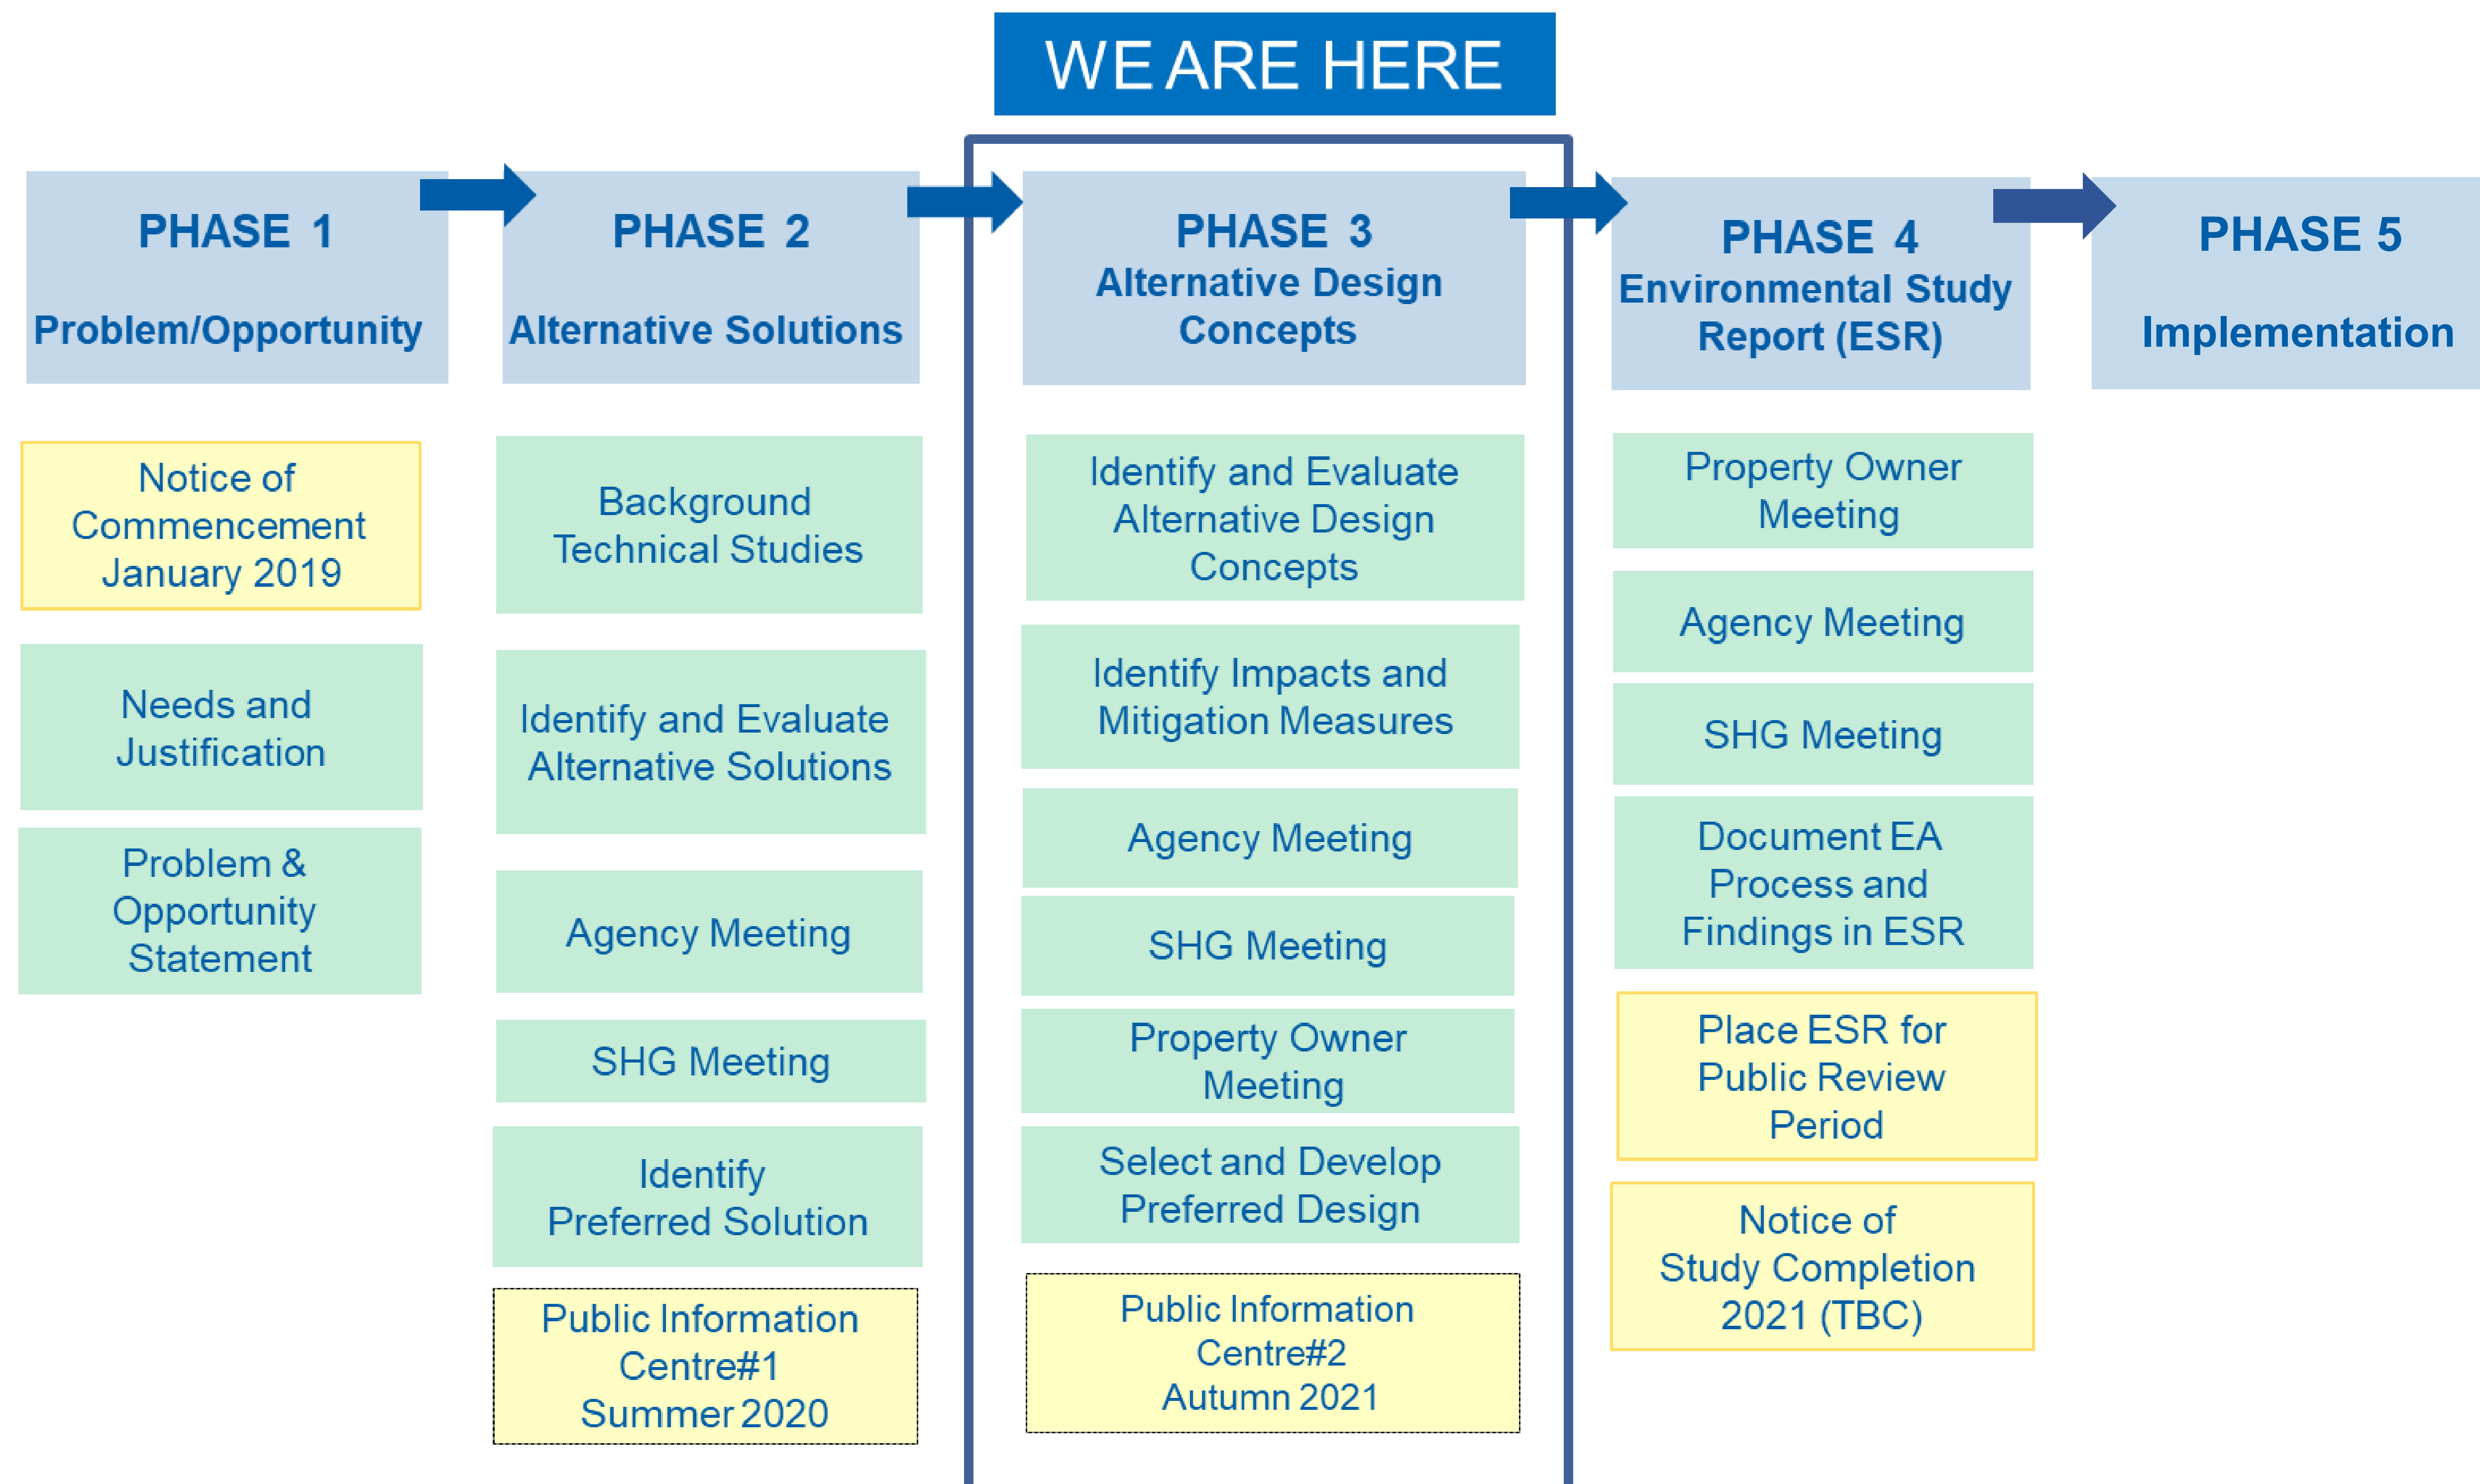 WE ARE HERE
PHASE 1
Problem/Opportunity
Notice of
Commencement
January 2019
Needs and
Justification
Problem &
Opportunity
Statement
PHASE 2
Alternative Solutions
Background
Technical Studies
Identify and Evaluate
Alternative Solutions
Agency Meeting
SHG Meeting
Identify
Preferred Solution
Public Information
Centre#1
Summer 2020
PHASE 3
Alternative Design
Concepts
Identify and Evaluate
Alternative Design
Concepts
Identify Impacts and
Mitigation Measures
Agency Meeting
SHG Meeting
Property Owner
Meeting
Select and Develop
Preferred Design
Public Information
Centre#2
Autumn 2021
PHASE 4
Environmental Study
Report (ESR)
Property Owner
Meeting
Agency Meeting
SHG Meeting
Document EA
Process and
Findings in ESR
Place ESR for
Public Review
Period
Notice of
Study Completion
2021 (TBC)
PHASE 5
Implementation